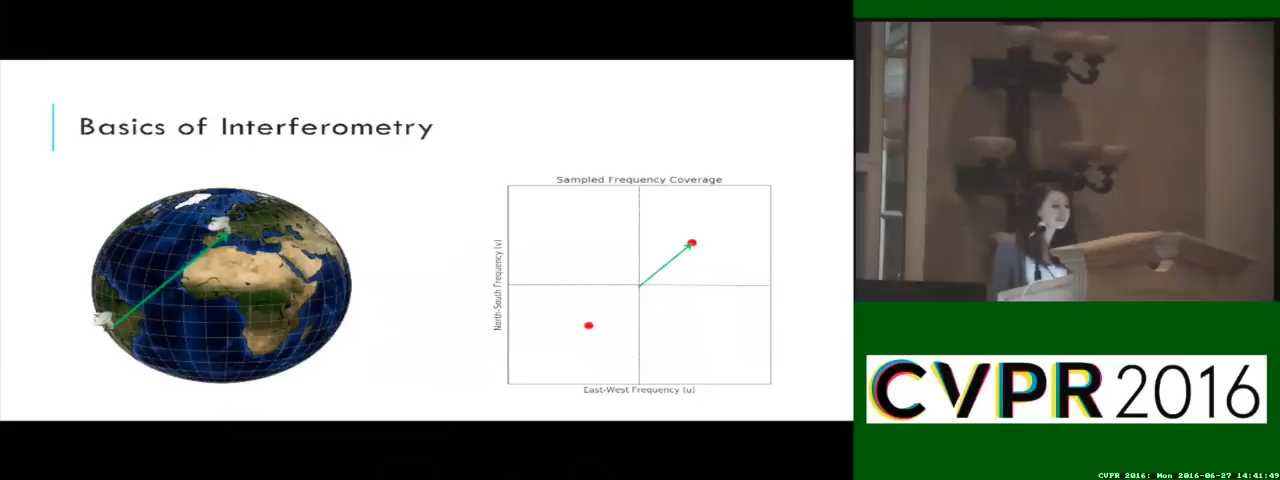 Basics of Interferometry
Sampled Frequency Coverage
North-South Frequency (v)
East-West Frequency (u)
CVPR 2016
CVPR 2016: Mon 2016-06-27 14:41:49